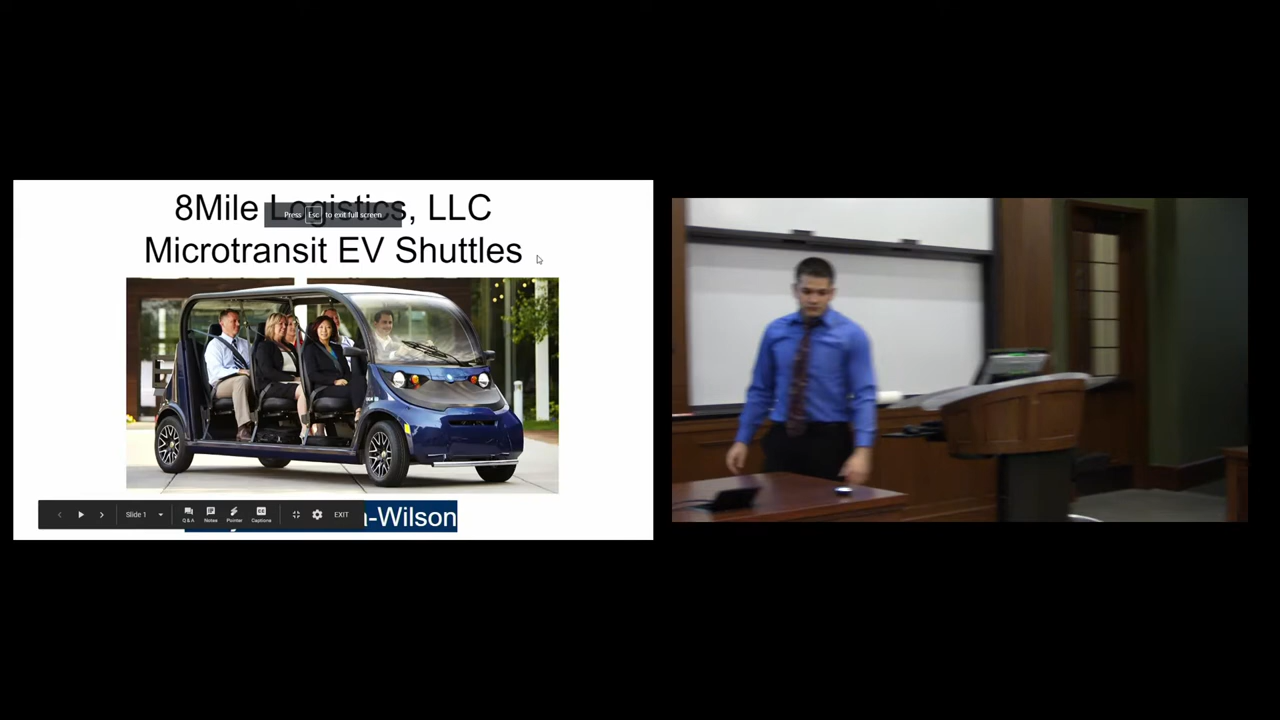 8Mile Logistics, LLC
Press Esc to exit full screen
Microtransit EV Shuttles
Slide 1
Q&A
Notes
Pointer
Captions
EXIT
-Wilson